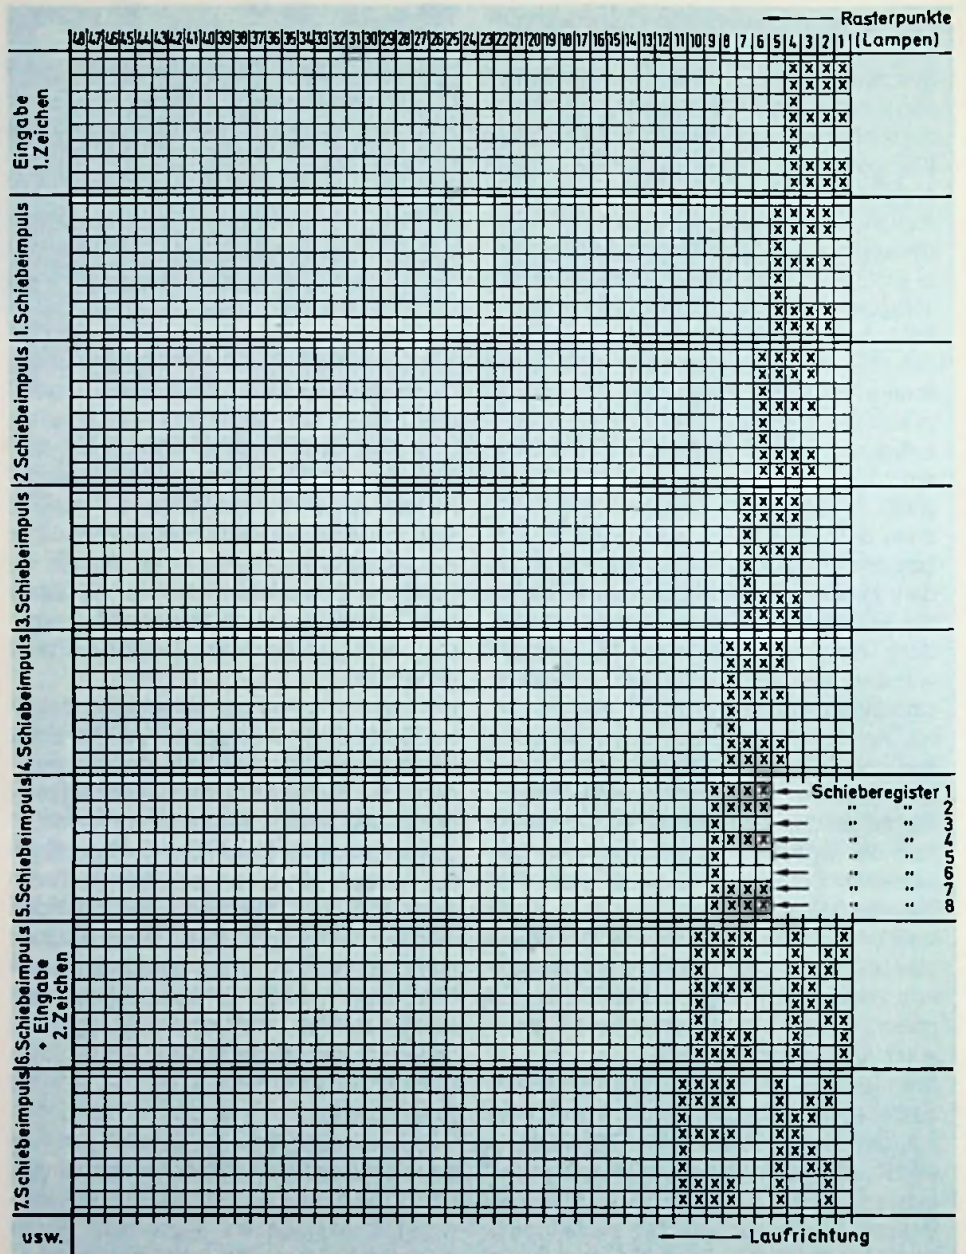 Rasterpunkte
48 47 46 45 44 43 42 41 40 39 38 37 36 35 34 33 32 31 30 29 28 27 26 25 24 23 22 21 20 19 18 17 16 15 14 13 12 11 10 9 8 7 6 5 4 3 2 1 (Lampen)
Eingabe
1.Zeichen
x x x x
x x x x
x
x x x x
x
x
x x x x
x x x x
1.Schiebeimpuls
x x x x
x x x x
x
x x x x
x
x
x x x x
x x x x
2 Schiebeimpuls
x x x x
x x x x
x
x x x x
x
x
x x x x
x x x x
3.Schiebeimpuls
x x x x
x x x x
x
x x x x
x
x
x x x x
x x x x
4.Schiebeimpuls
x x x x
x x x x
x
x x x x
x
x
x x x x
x x x x
5.Schiebeimpuls
x x x x Schieberegister 1
x x x x " " 2
x " " 3
x x x x " " 4
x " " 5
x " " 6
x x x x " " 7
x x x x " " 8
6.Schiebeimpuls
+ Eingabe
2.Zeichen
x x x x x x
x x x x x x x
x x x x
x x x x x x
x x x x
x x x x
x x x x x x
x x x x x x
7.Schiebeimpuls
x x x x x x
x x x x x x x
x x x x
x x x x x x
x x x x
x x x x
x x x x x x
x x x x x x
usw.
Laufrichtung